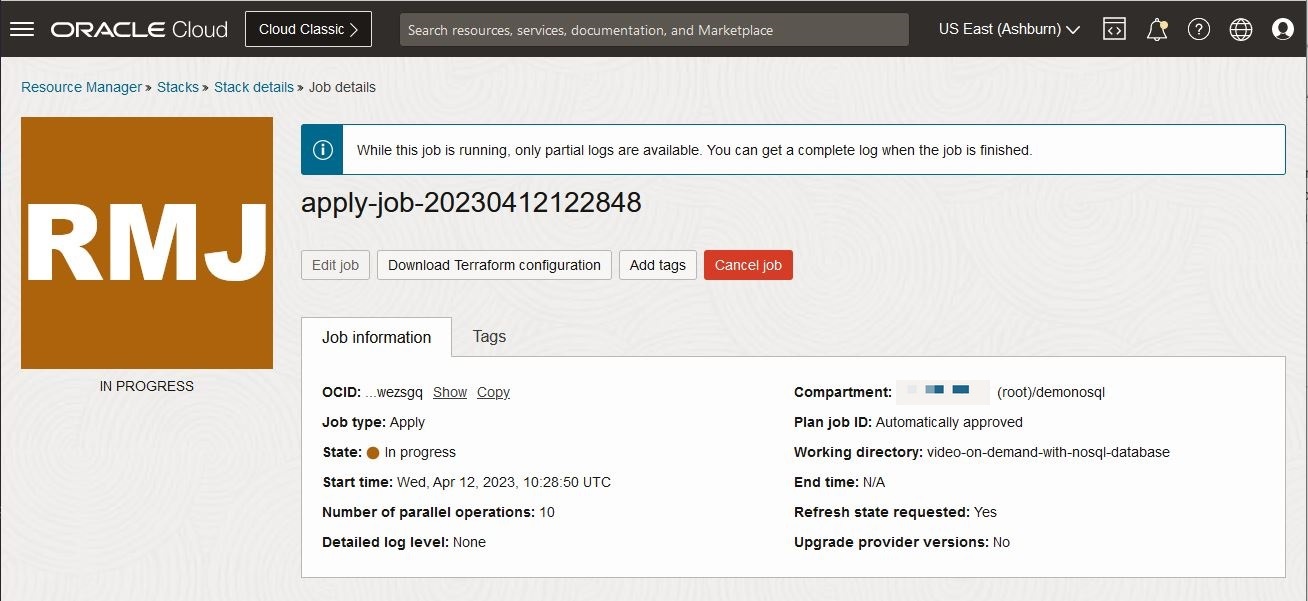 ORACLE Cloud Cloud Classic Search resources, services, documentation, and Marketplace US East (Ashburn)
Resource Manager » Stacks » Stack details » Job details
RMJ
IN PROGRESS
While this job is running, only partial logs are available. You can get a complete log when the job is finished.
apply-job-20230412122848
Edit job Download Terraform configuration Add tags Cancel job
Job information Tags
OCID: ...wezsgq Show Copy
Job type: Apply
State: In progress
Start time: Wed, Apr 12, 2023, 10:28:50 UTC
Number of parallel operations: 10
Detailed log level: None
Compartment: (root)/demonosql
Plan job ID: Automatically approved
Working directory: video-on-demand-with-nosql-database
End time: N/A
Refresh state requested: Yes
Upgrade provider versions: No